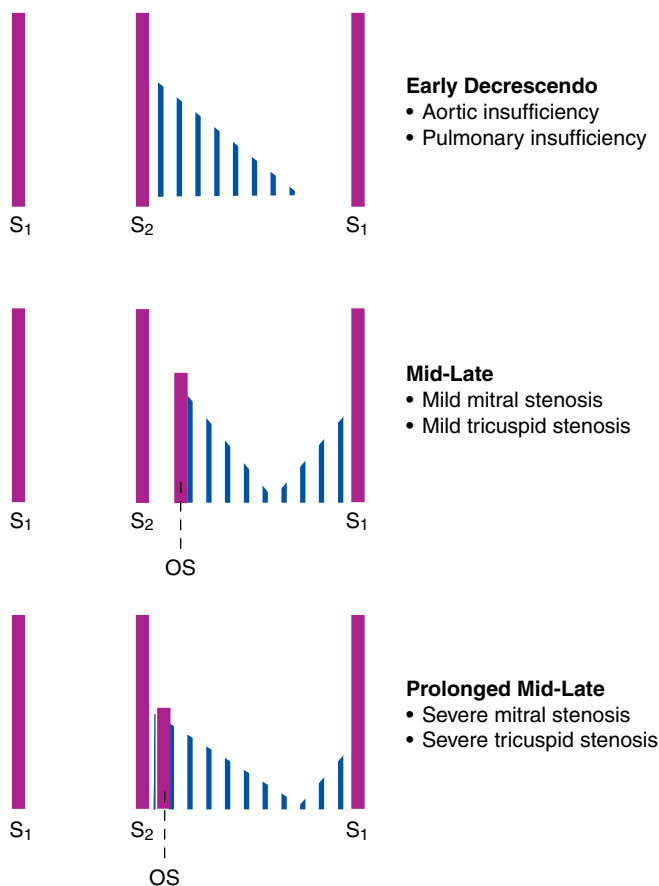 Early Decrescendo
• Aortic insufficiency
• Pulmonary insufficiency
S₁ S₂ S₁
Mid-Late
• Mild mitral stenosis
• Mild tricuspid stenosis
S₁ S₂ S₁
OS
Prolonged Mid-Late
• Severe mitral stenosis
• Severe tricuspid stenosis
S₁ S₂ S₁
OS